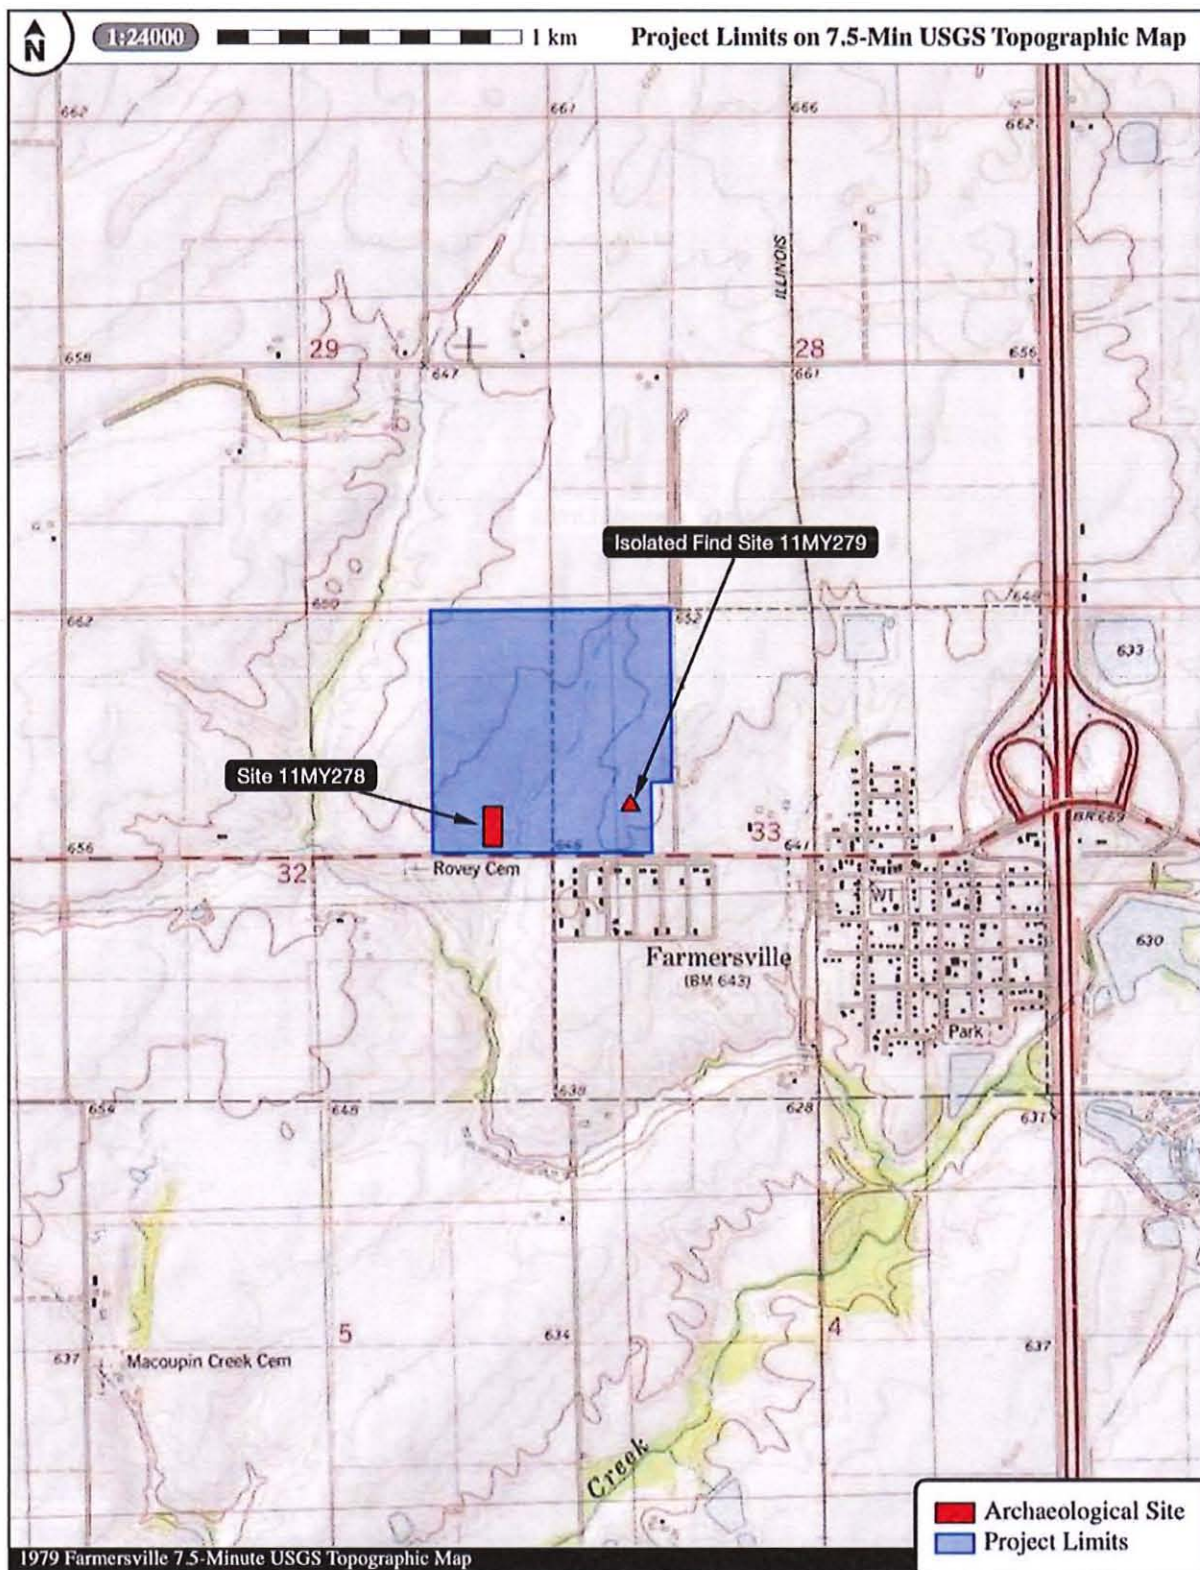 N 1:24000 1 km Project Limits on 7.5-Min USGS Topographic Map
662 661 666 662
ILLINOIS
29 28
658 647 661 656
Isolated Find Site 11MY279
662 652
633
Site 11MY278
33
656 641
Rovey Cem
32
WT
Farmersville
(BM 643)
630
Park
638
648 628 631
5 634 4 637
637 Macoupin Creek Cem
Creek
Archaeological Site
Project Limits
1979 Farmersville 7.5-Minute USGS Topographic Map